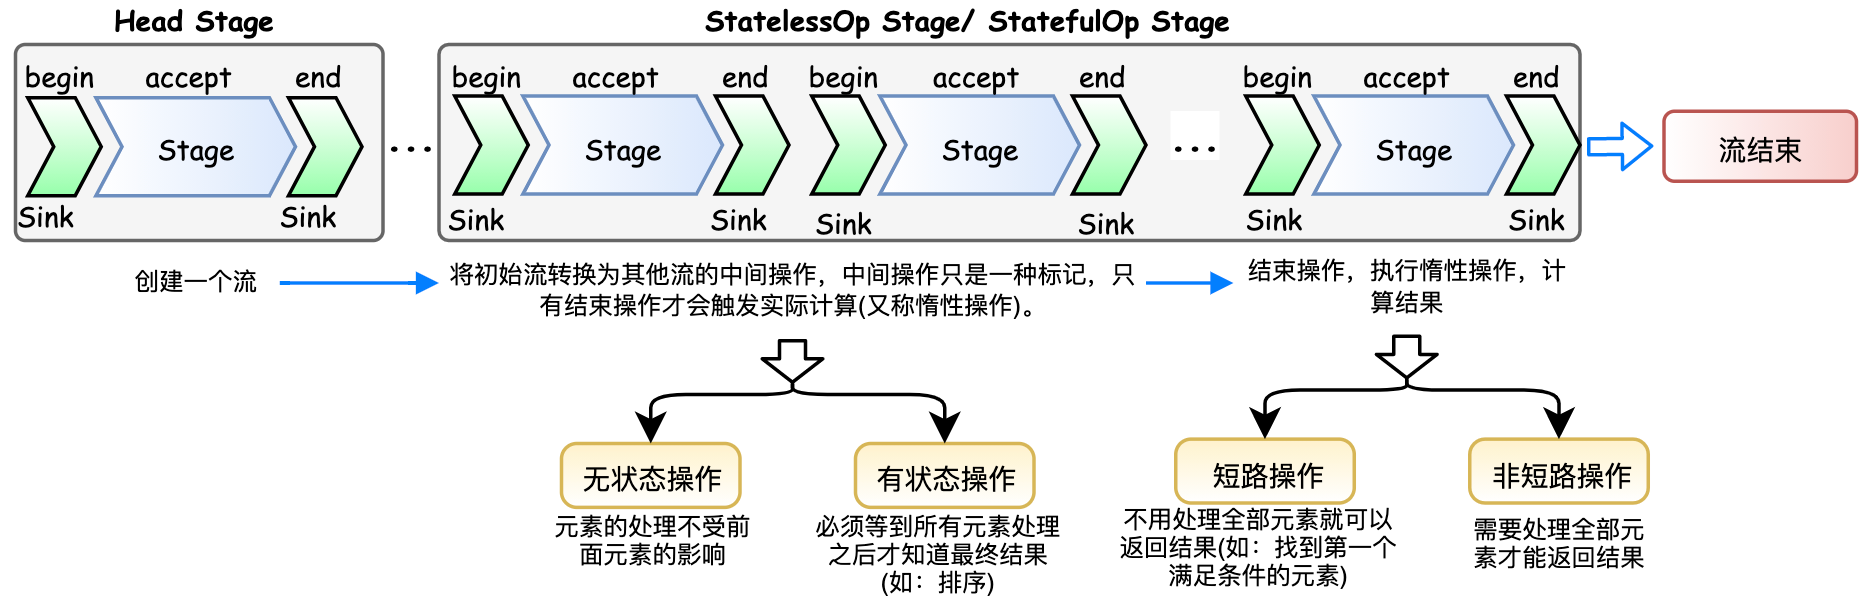 Head Stage
StatelessOp Stage/ StatefulOp Stage
begin accept end
begin accept end begin accept end
begin accept end
Stage
Stage
Stage
Stage
...
...
流结束
Sink Sink
Sink Sink Sink Sink
Sink Sink
创建一个流
将初始流转换为其他流的中间操作，中间操作只是一种标记，只
有结束操作才会触发实际计算(又称惰性操作)。
结束操作，执行惰性操作，计
算结果
无状态操作
元素的处理不受前
面元素的影响
有状态操作
必须等到所有元素处理
之后才知道最终结果
(如：排序)
短路操作
不用处理全部元素就可以
返回结果(如：找到第一个
满足条件的元素)
非短路操作
需要处理全部元
素才能返回结果